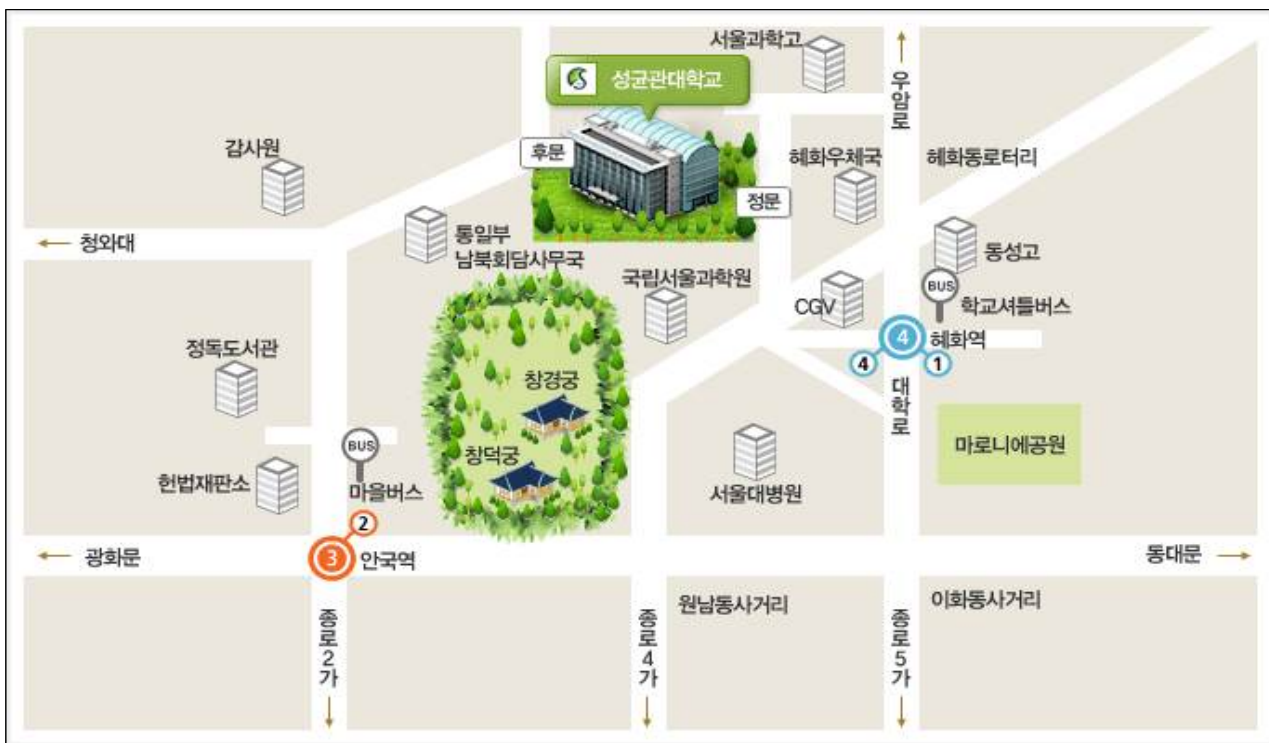 서울과학고
성균관대학교
우암로
감사원
후문
혜화우체국
혜화동로터리
정문
청와대
통일부
남북회담사무국
동성고
국립서울과학원
CGV
BUS
학교셔틀버스
정독도서관
4
혜화역
4
1
대학로
창경궁
마로니에공원
BUS
창덕궁
헌법재판소
마을버스
서울대병원
2
광화문
3
안국역
동대문
원남동사거리
이화동사거리
종로2가
종로4가
종로5가